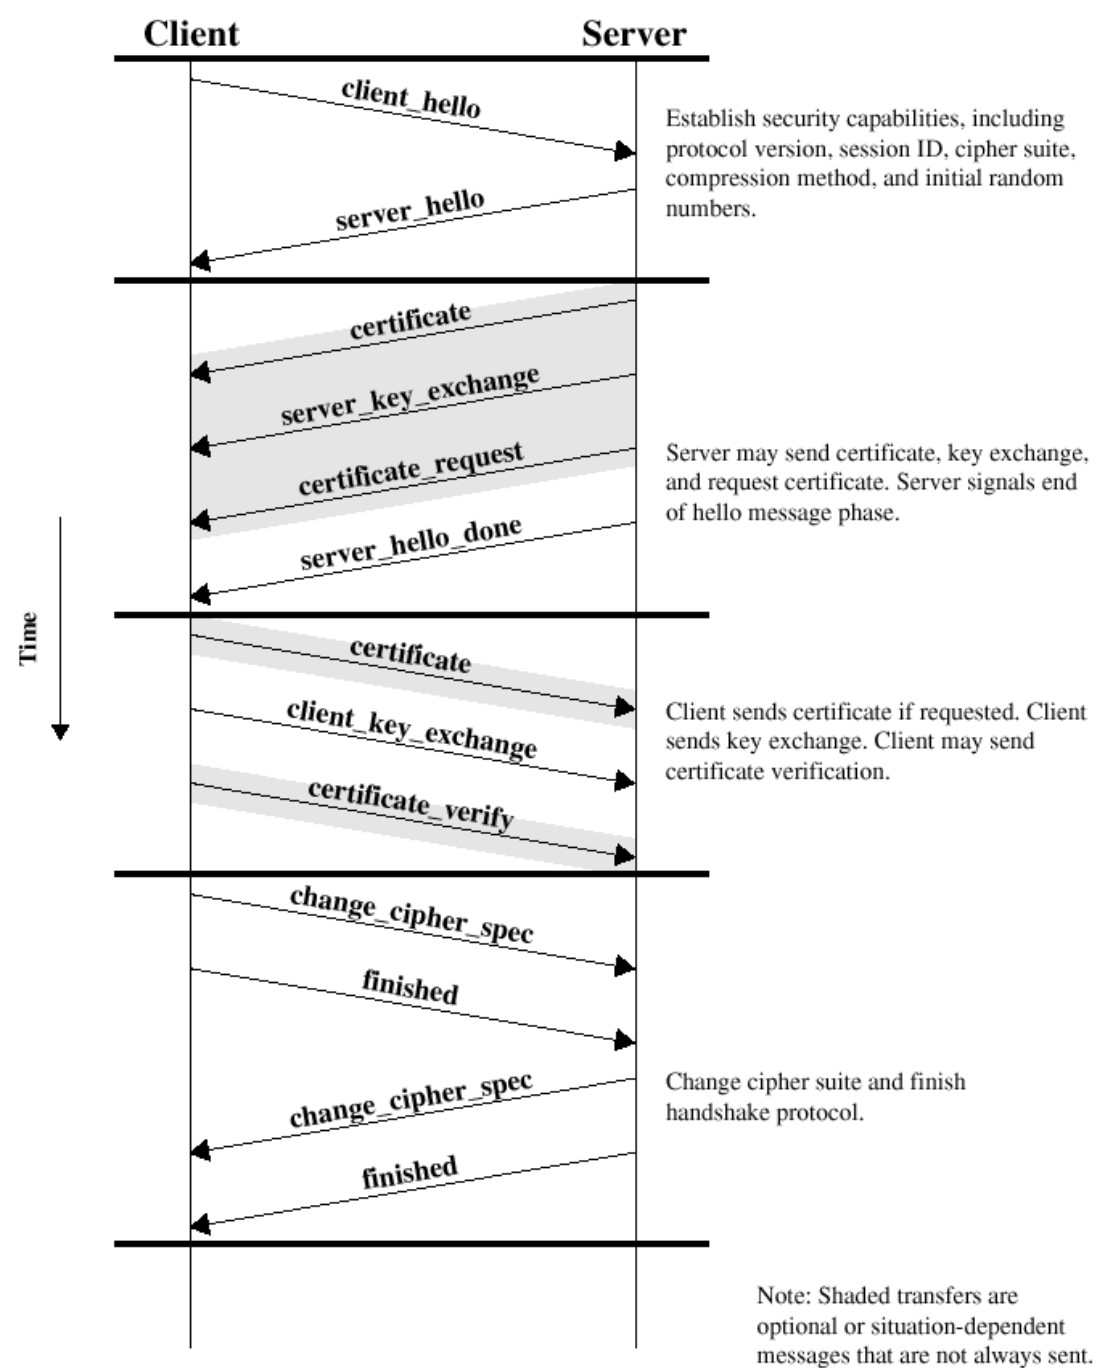 Client
Server
client_hello
Establish security capabilities, including
protocol version, session ID, cipher suite,
compression method, and initial random
numbers.
server_hello
certificate
server_key_exchange
certificate_request
Server may send certificate, key exchange,
and request certificate. Server signals end
of hello message phase.
server_hello_done
Time
certificate
client_key_exchange
Client sends certificate if requested. Client
sends key exchange. Client may send
certificate verification.
certificate_verify
change_cipher_spec
finished
change_cipher_spec
Change cipher suite and finish
handshake protocol.
finished
Note: Shaded transfers are
optional or situation-dependent
messages that are not always sent.